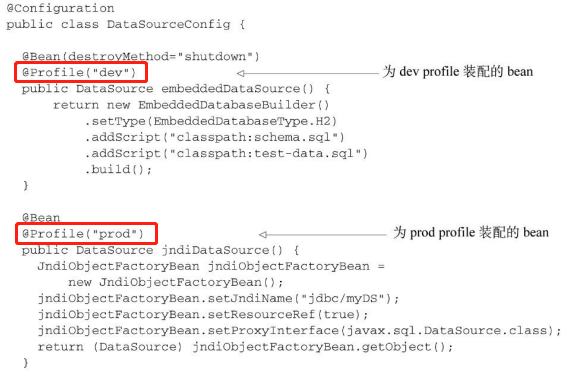 @Configuration
public class DataSourceConfig {
@Bean(destroyMethod="shutdown")
@Profile("dev") 为 dev profile 装配的 bean
public DataSource embeddedDataSource() {
return new EmbeddedDatabaseBuilder()
.setType(EmbeddedDatabaseType.H2)
.addScript("classpath:schema.sql")
.addScript("classpath:test-data.sql")
.build();
}
@Bean
@Profile("prod") 为 prod profile 装配的 bean
public DataSource jndiDataSource() {
JndiObjectFactoryBean jndiObjectFactoryBean =
new JndiObjectFactoryBean();
jndiObjectFactoryBean.setJndiName("jdbc/myDS");
jndiObjectFactoryBean.setResourceRef(true);
jndiObjectFactoryBean.setProxyInterface(javax.sql.DataSource.class);
return (DataSource) jndiObjectFactoryBean.getObject();
}